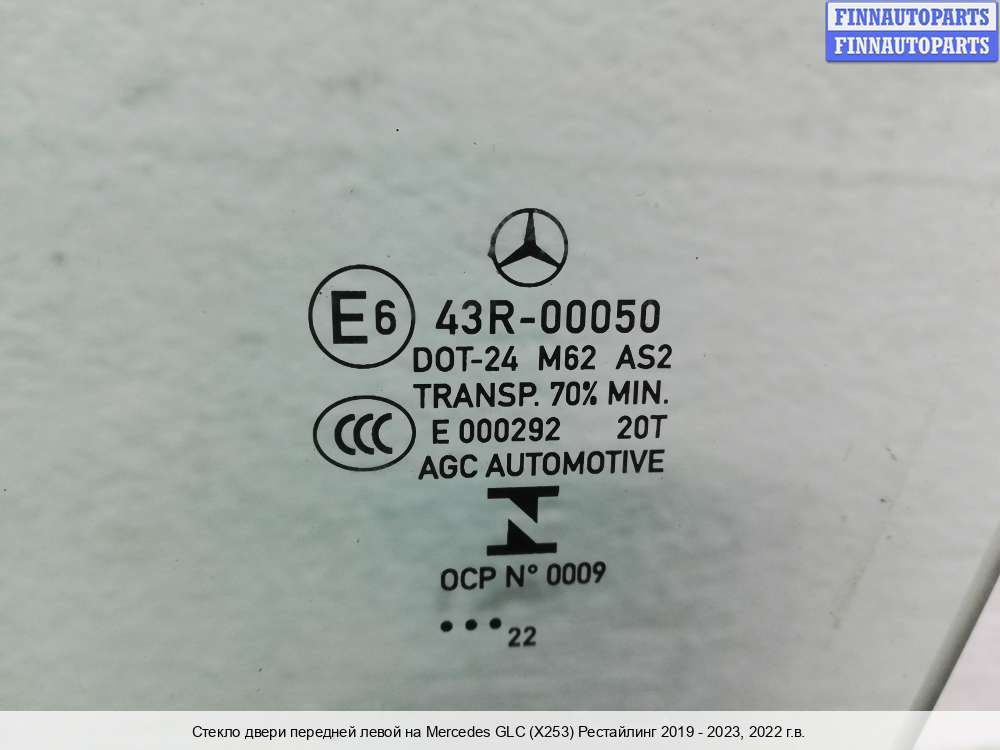 FINNAUTOPARTS
FINNAUTOPARTS
E6 43R-00050
DOT-24 M62 AS2
TRANSP. 70% MIN.
CCC E 000292 20T
AGC AUTOMOTIVE
OCP N° 0009
•••22
Стекло двери передней левой на Mercedes GLC (X253) Рестайлинг 2019 - 2023, 2022 г.в.